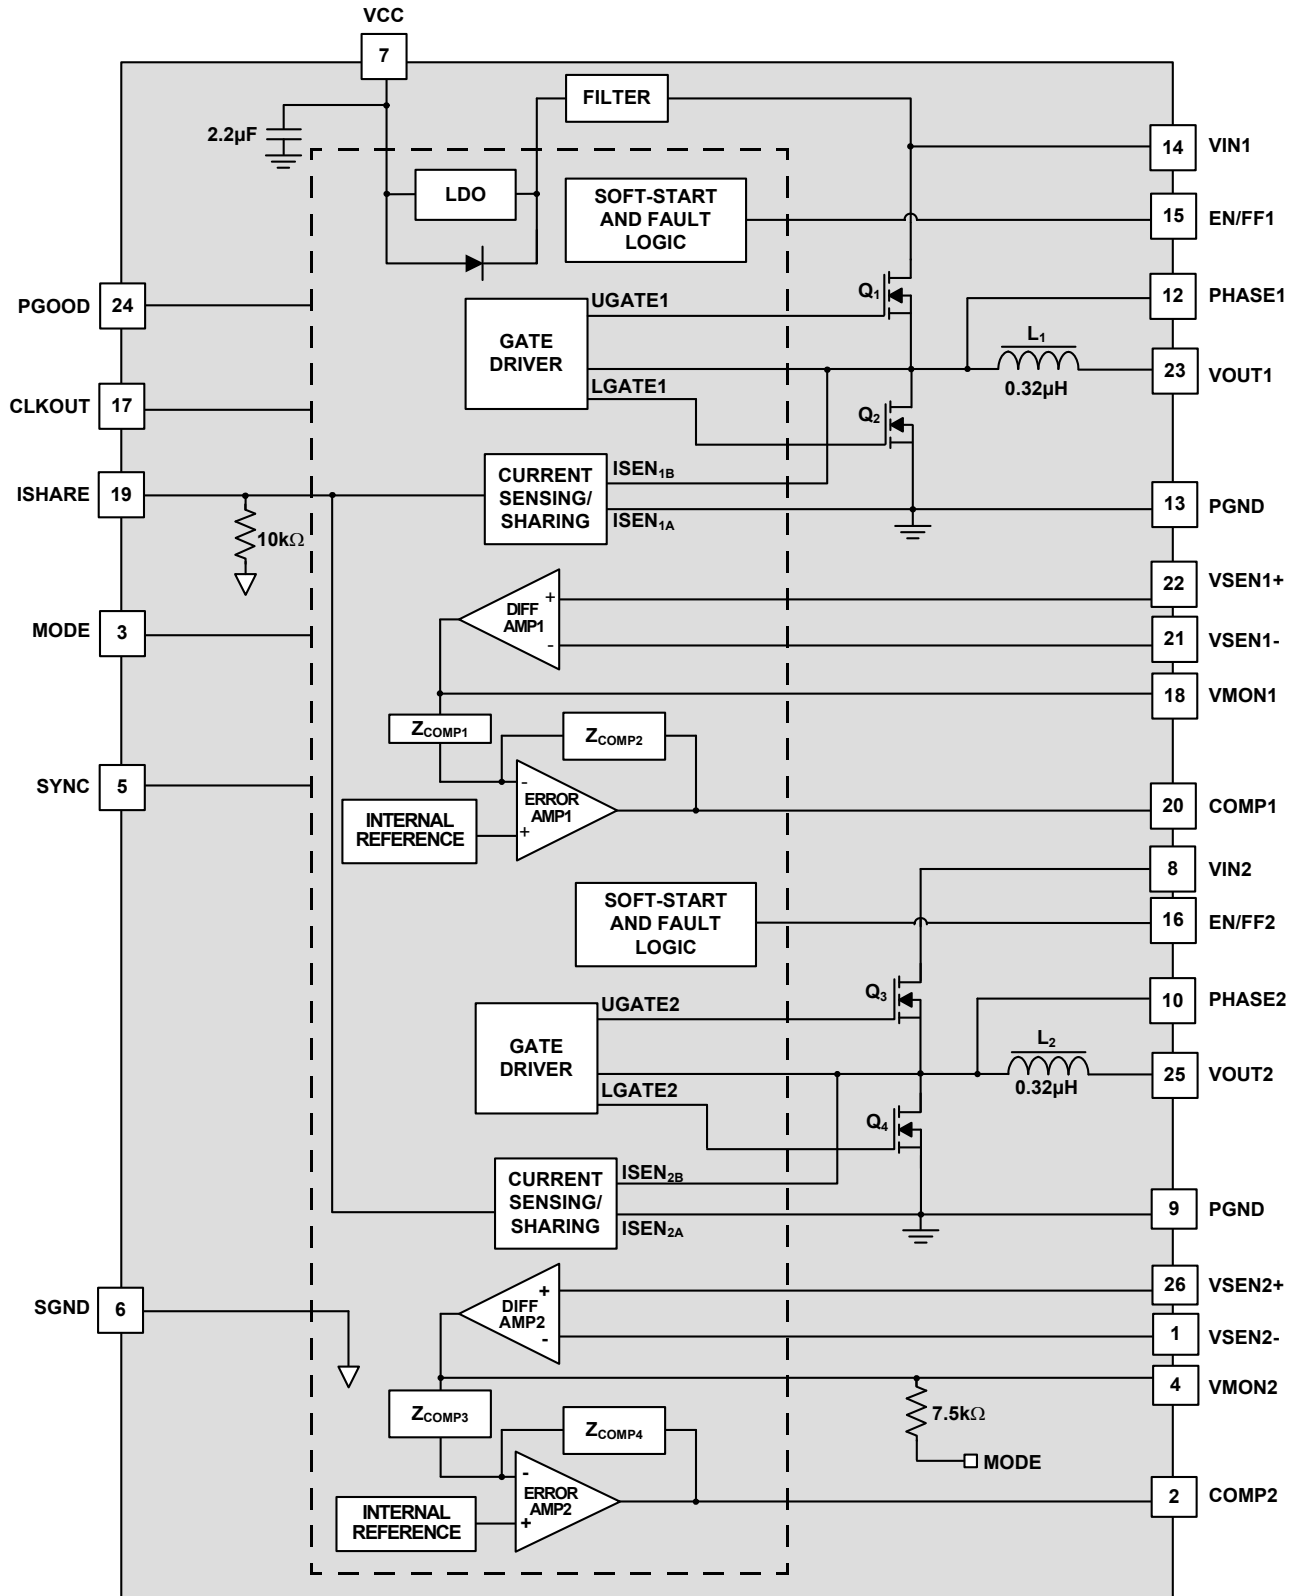 VCC
7
2.2µF
FILTER
14 VIN1
LDO
SOFT-START
AND FAULT
LOGIC
15 EN/FF1
PGOOD 24
UGATE1
Q1
12 PHASE1
GATE
DRIVER
L1
0.32µH
23 VOUT1
CLKOUT 17
LGATE1
Q2
ISHARE 19
10kΩ
CURRENT
SENSING/
SHARING
ISEN1B
ISEN1A
13 PGND
22 VSEN1+
+
DIFF
AMP1
-
MODE 3
21 VSEN1-
18 VMON1
ZCOMP1
ZCOMP2
SYNC 5
-
ERROR
AMP1
+
INTERNAL
REFERENCE
20 COMP1
8 VIN2
SOFT-START
AND FAULT
LOGIC
16 EN/FF2
Q3
10 PHASE2
UGATE2
GATE
DRIVER
L2
0.32µH
25 VOUT2
LGATE2
Q4
CURRENT
SENSING/
SHARING
ISEN2B
ISEN2A
9 PGND
26 VSEN2+
SGND 6
+
DIFF
AMP2
-
1 VSEN2-
4 VMON2
ZCOMP3
7.5kΩ
ZCOMP4
MODE
-
ERROR
AMP2
+
INTERNAL
REFERENCE
2 COMP2